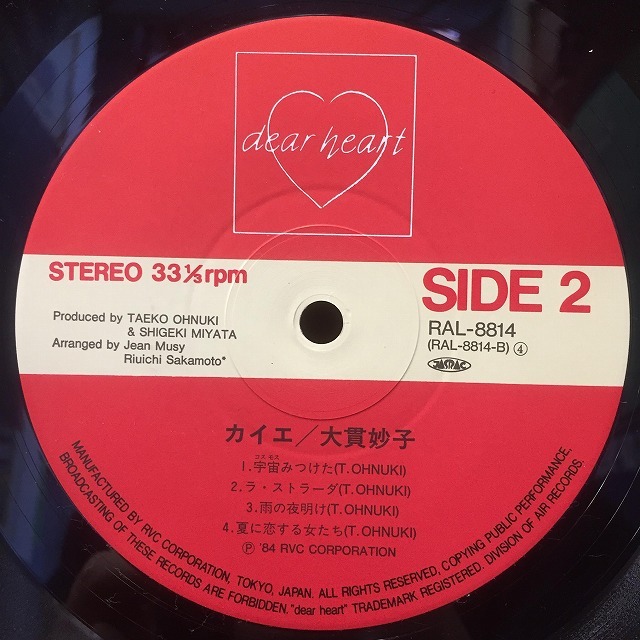 dear heart
STEREO 33⅓rpm
SIDE 2
Produced by TAEKO OHNUKI
& SHIGEKI MIYATA
Arranged by Jean Musy
Riuichi Sakamoto*
RAL-8814
(RAL-8814-B) ④
JASRAC
カイエ/大貫妙子
コスモス
1.宇宙みつけた(T.OHNUKI)
2.ラ・ストラーダ(T.OHNUKI)
3.雨の夜明け(T.OHNUKI)
4.夏に恋する女たち(T.OHNUKI)
Ⓟ '84 RVC CORPORATION
MANUFACTURED BY RVC CORPORATION, TOKYO, JAPAN. ALL RIGHTS RESERVED. COPYING PUBLIC PERFORMANCE,
BROADCASTING OF THESE RECORDS ARE FORBIDDEN. "dear heart" TRADEMARK REGISTERED. DIVISION OF AIR RECORDS.